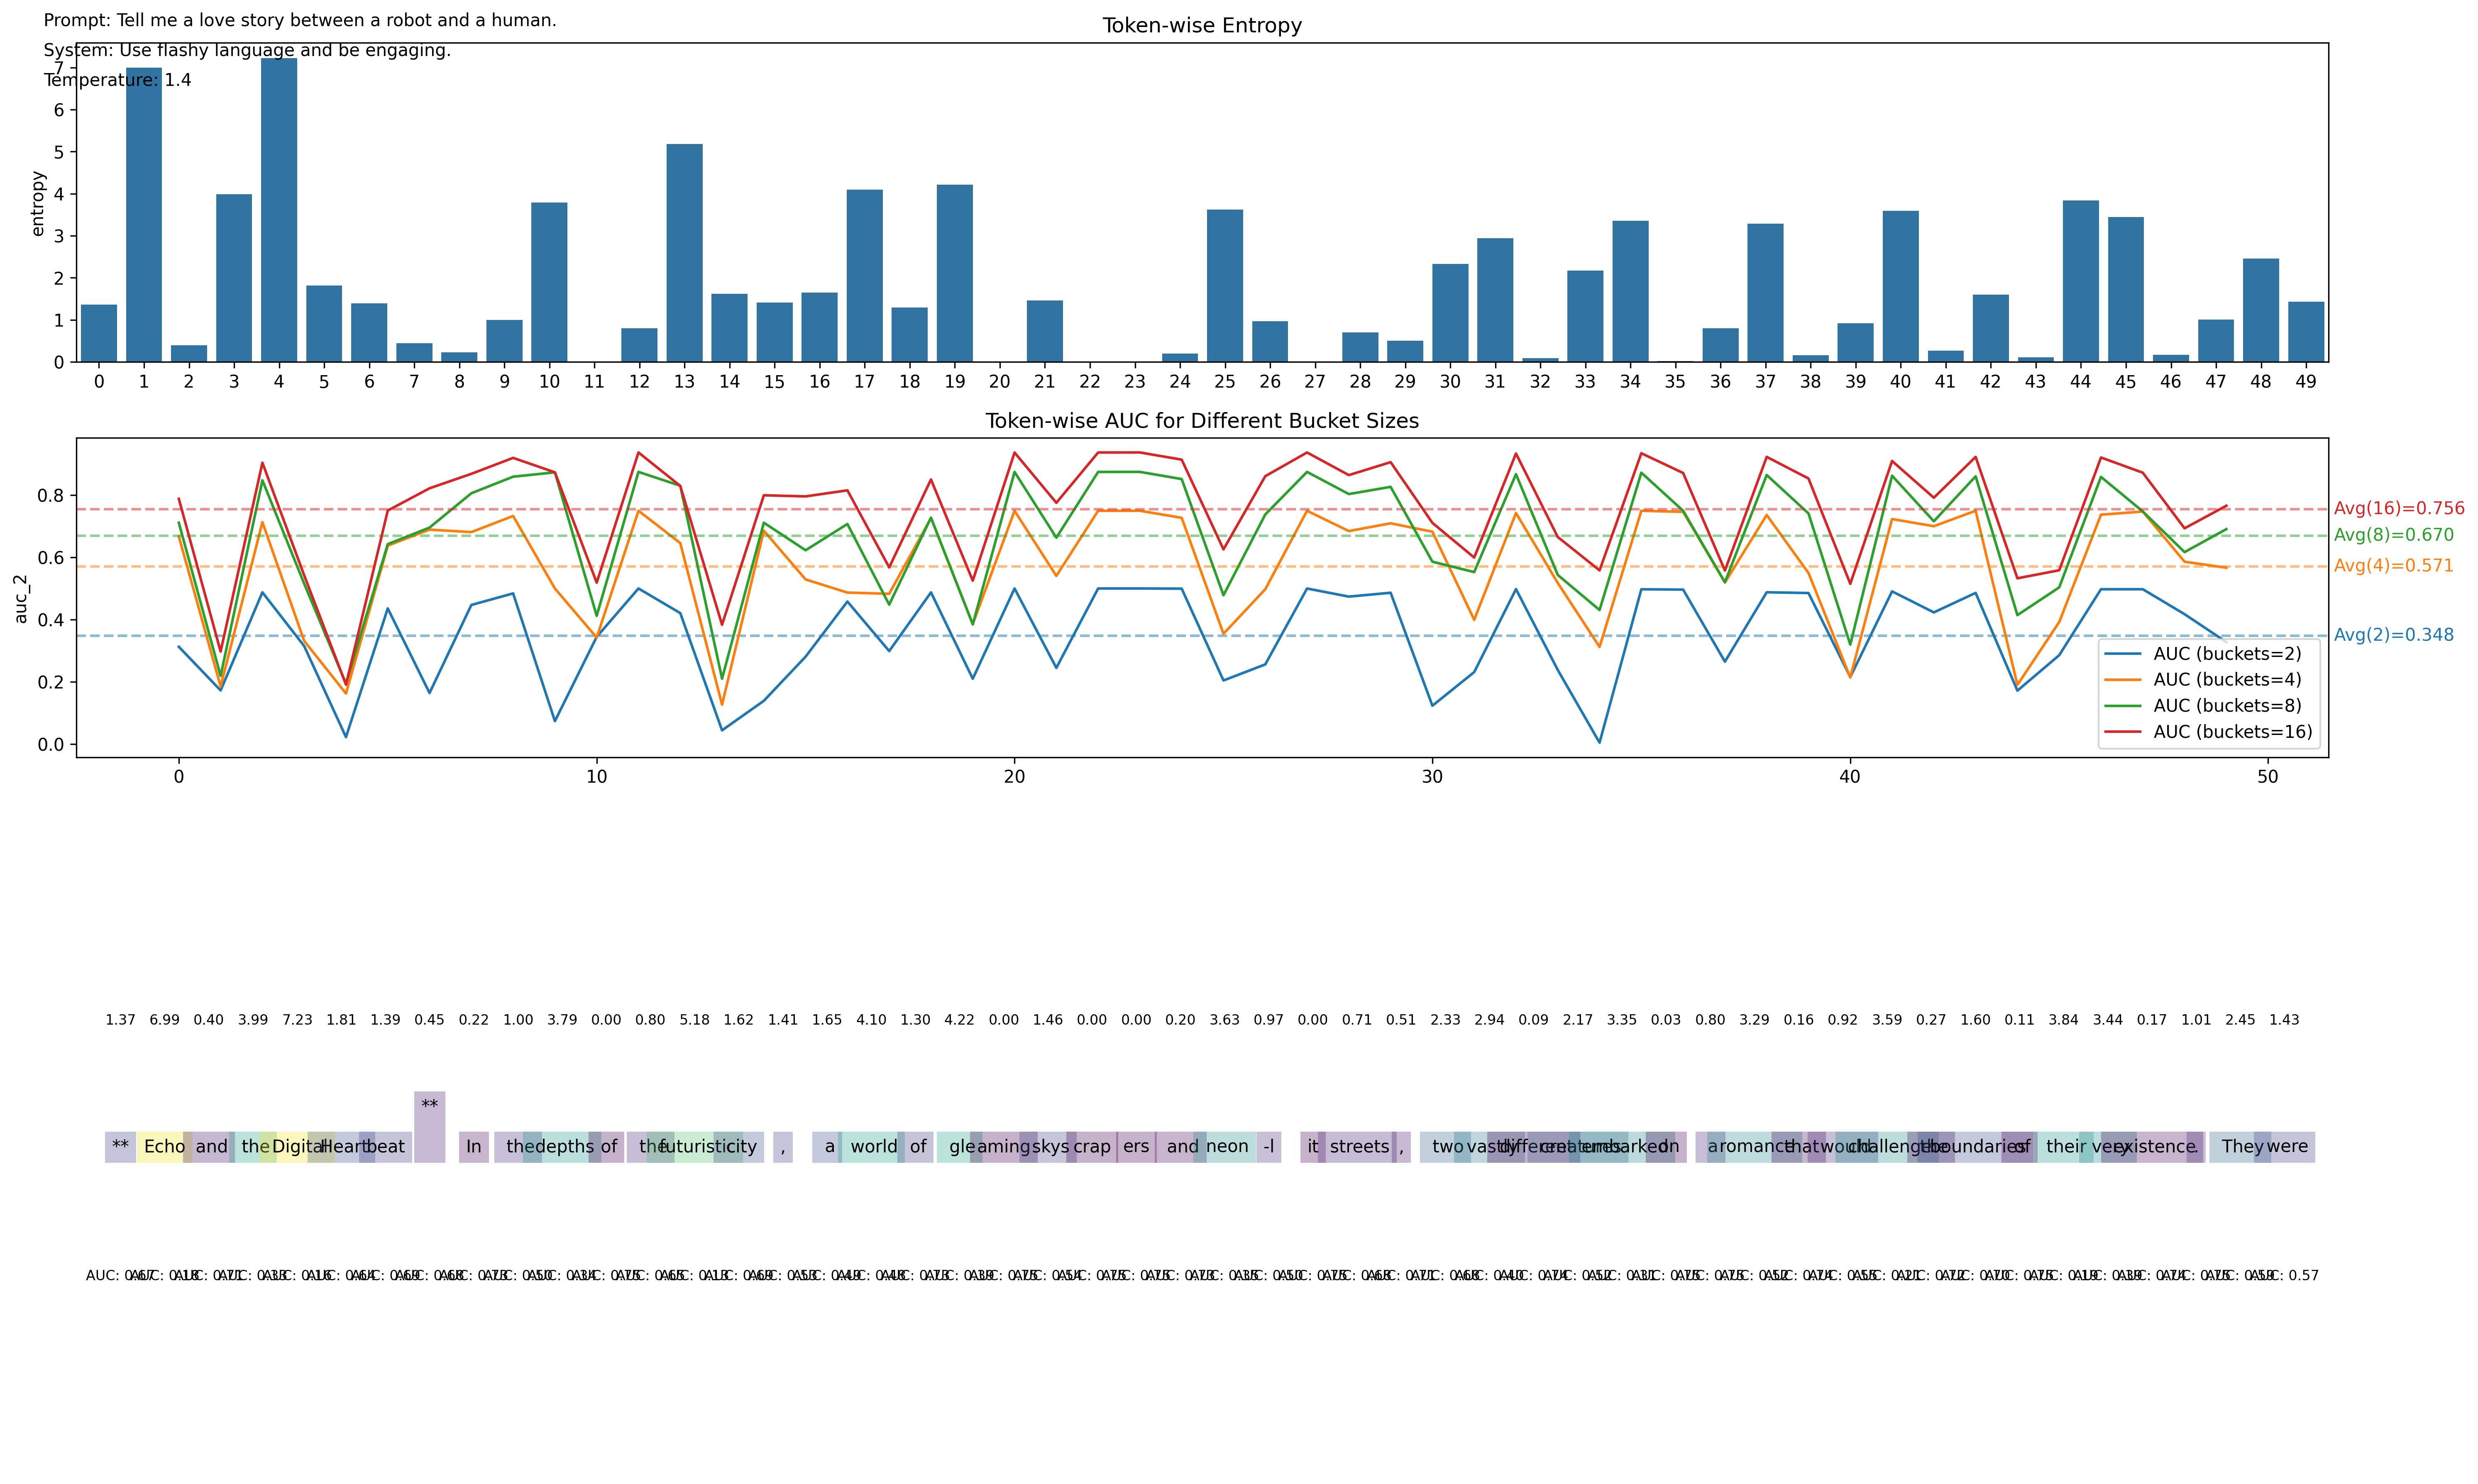 Prompt: Tell me a love story between a robot and a human.
System: Use flashy language and be engaging.
Temperature: 1.4
Token-wise Entropy
entropy
7
6
5
4
3
2
1
0
0 1 2 3 4 5 6 7 8 9 10 11 12 13 14 15 16 17 18 19 20 21 22 23 24 25 26 27 28 29 30 31 32 33 34 35 36 37 38 39 40 41 42 43 44 45 46 47 48 49
Token-wise AUC for Different Bucket Sizes
auc_2
0.8
0.6
0.4
0.2
0.0
Avg(16)=0.756
Avg(8)=0.670
Avg(4)=0.571
Avg(2)=0.348
AUC (buckets=2)
AUC (buckets=4)
AUC (buckets=8)
AUC (buckets=16)
0 10 20 30 40 50
1.37 6.99 0.40 3.99 7.23 1.81 1.39 0.45 0.22 1.00 3.79 0.00 0.80 5.18 1.62 1.41 1.65 4.10 1.30 4.22 0.00 1.46 0.00 0.00 0.20 3.63 0.97 0.00 0.71 0.51 2.33 2.94 0.09 2.17 3.35 0.03 0.80 3.29 0.16 0.92 3.59 0.27 1.60 0.11 3.84 3.44 0.17 1.01 2.45 1.43
**
** Echo and the Digital Heart beat In the depths of the futuristic city , a world of gle aming skys crap ers and neon -l it streets , two vastly different creatures embarked on a romance that would challenge the boundaries of their very existence . They were
AUC: 0.67
AUC: 0.57